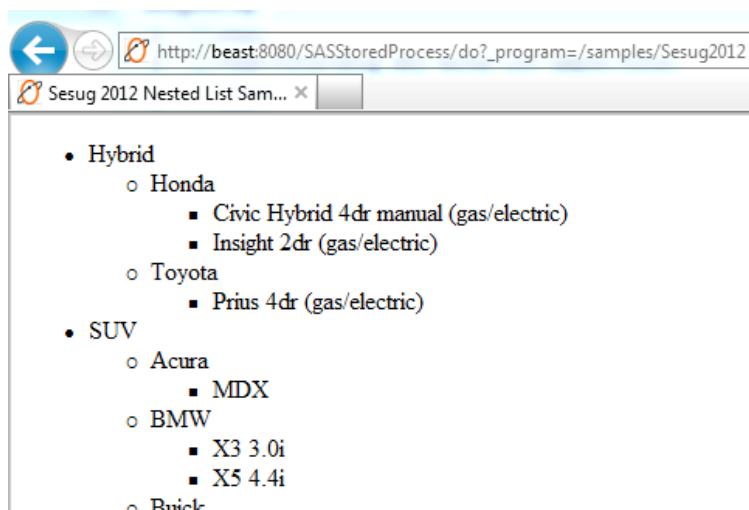 http://beast:8080/SASStoredProcess/do?_program=/samples/Sesug2012
Sesug 2012 Nested List Sam...
Hybrid
Honda
Civic Hybrid 4dr manual (gas/electric)
Insight 2dr (gas/electric)
Toyota
Prius 4dr (gas/electric)
SUV
Acura
MDX
BMW
X3 3.0i
X5 4.4i
Buick